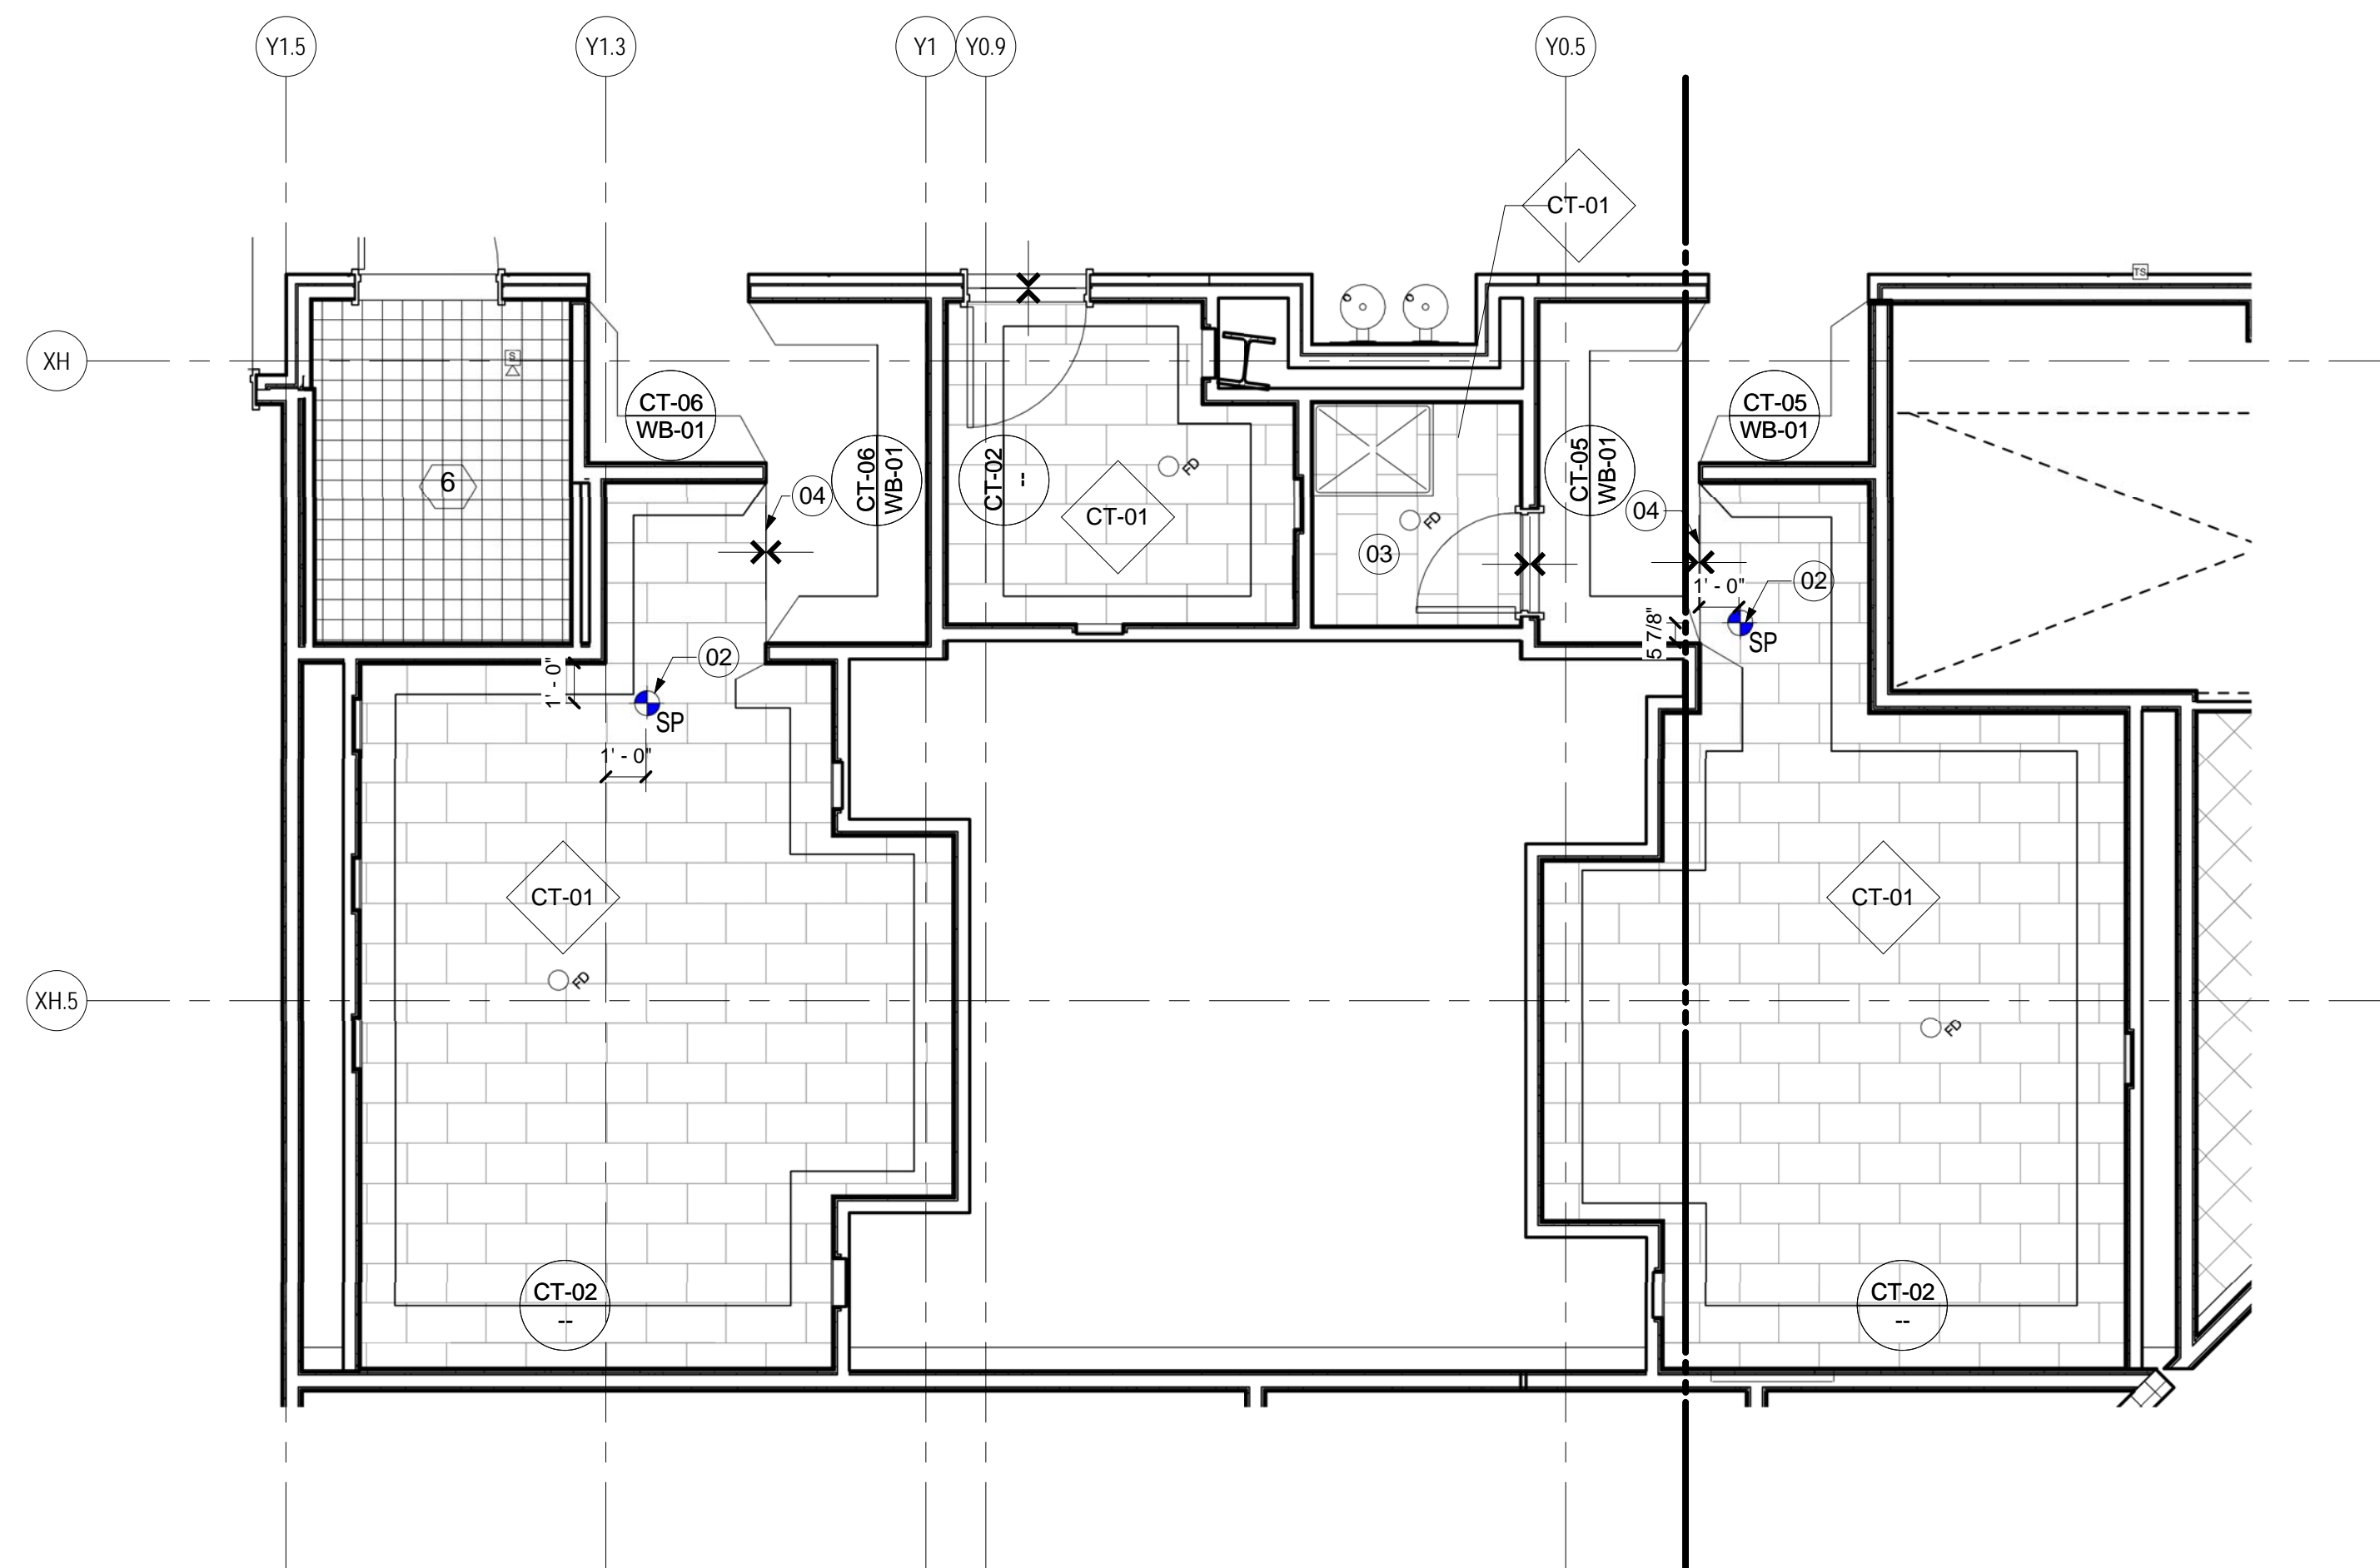 Y1.5
Y1.3
Y1
Y0.9
Y0.5
CT-01
TS
XH
S
CT-06
WB-01
CT-05
WB-01
CT-06
WB-01
CT-02
--
CT-05
WB-01
6
04
FD
CT-01
FD
03
04
1' - 0"
02
5 7/8"
SP
02
1' - 0"
SP
1' - 0"
CT-01
CT-01
FD
XH.5
FD
CT-02
--
CT-02
--